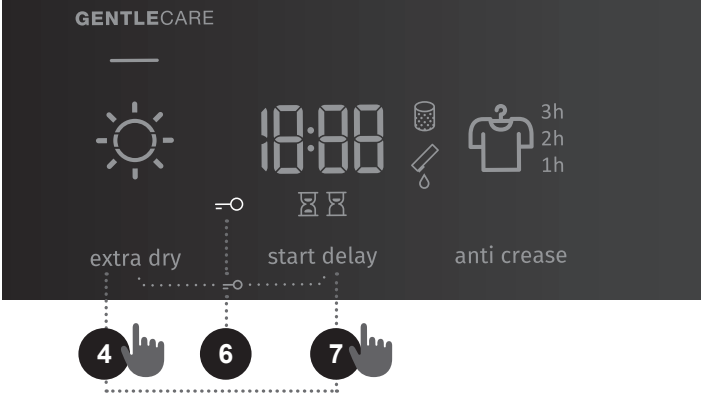 GENTLECARE
18:88
3h
2h
1h
extra dry
start delay
anti crease
4
6
7